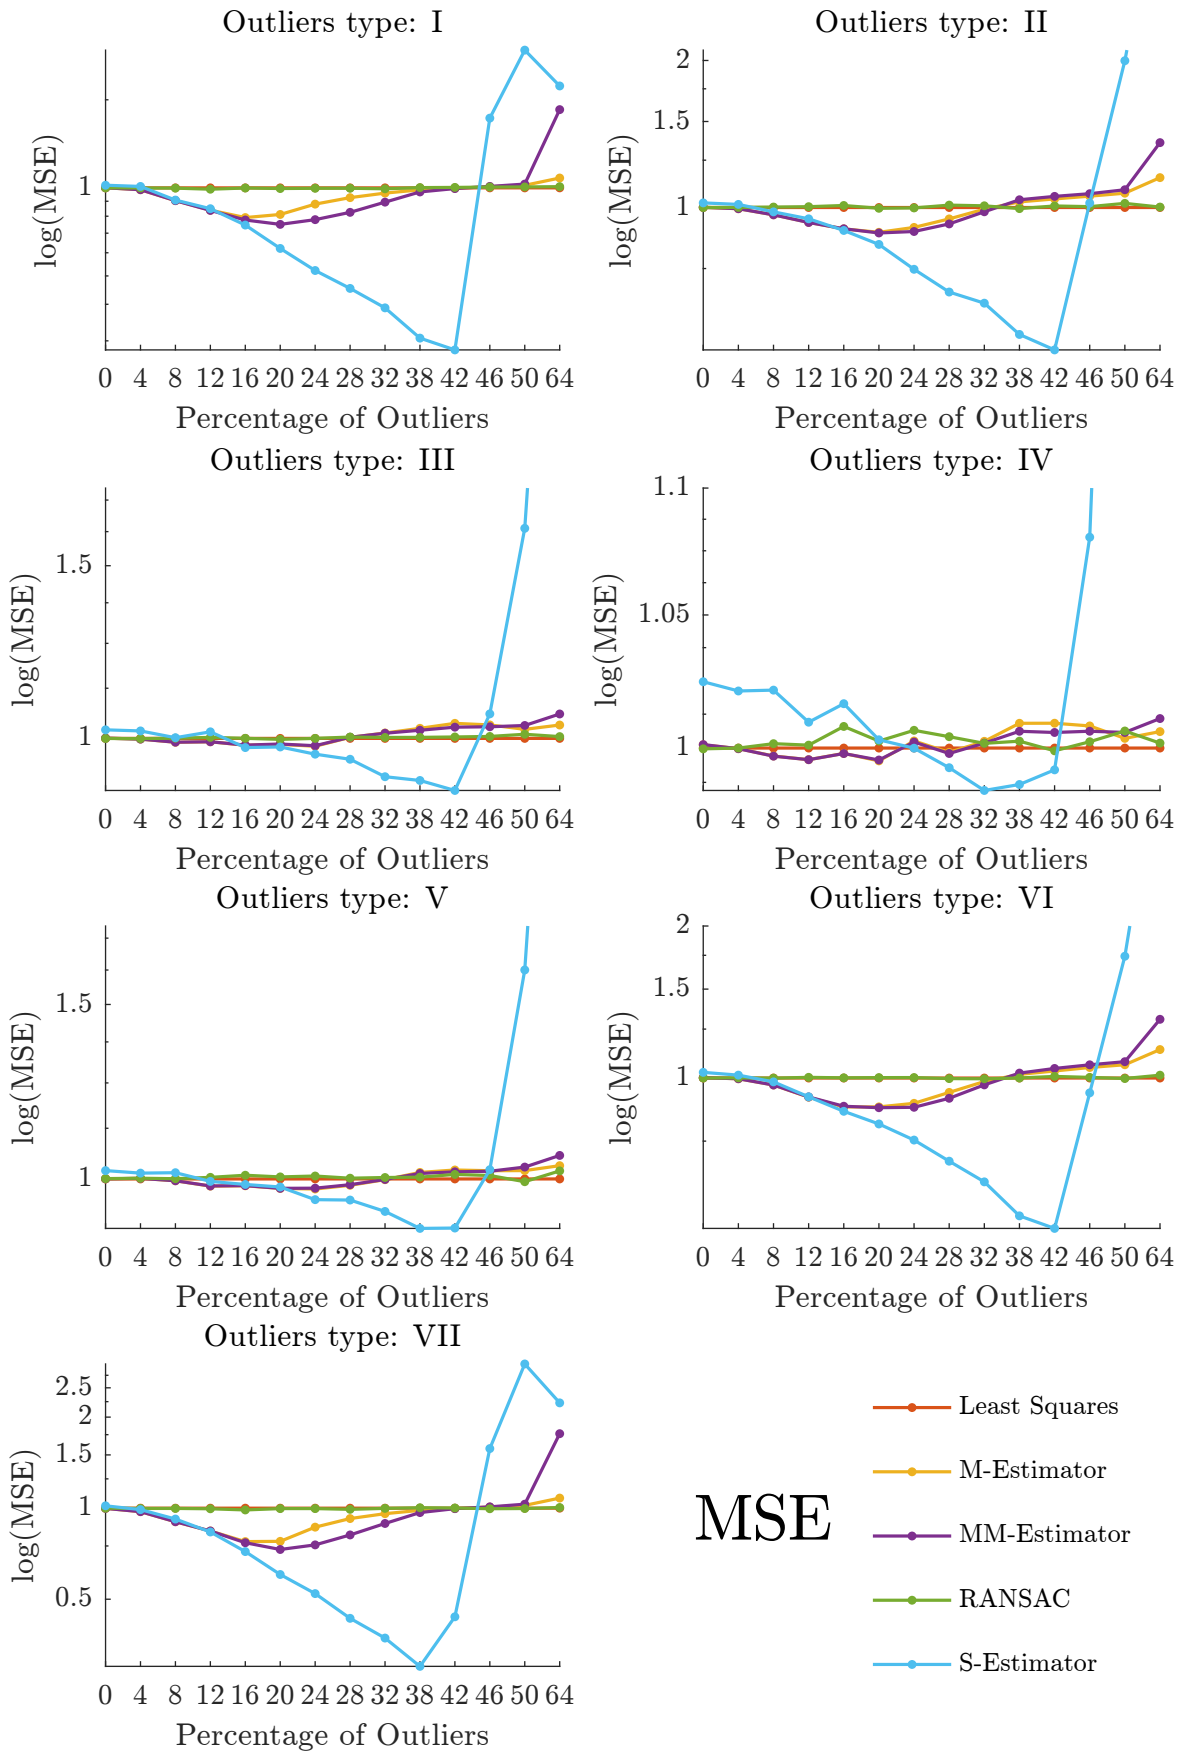 Outliers type: I
log(MSE)
1
0 4 8 12 16 20 24 28 32 38 42 46 50 64
Percentage of Outliers
Outliers type: II
log(MSE)
2
1.5
1
0 4 8 12 16 20 24 28 32 38 42 46 50 64
Percentage of Outliers
Outliers type: III
log(MSE)
1.5
1
0 4 8 12 16 20 24 28 32 38 42 46 50 64
Percentage of Outliers
Outliers type: IV
log(MSE)
1.1
1.05
1
0 4 8 12 16 20 24 28 32 38 42 46 50 64
Percentage of Outliers
Outliers type: V
log(MSE)
1.5
1
0 4 8 12 16 20 24 28 32 38 42 46 50 64
Percentage of Outliers
Outliers type: VI
log(MSE)
2
1.5
1
0 4 8 12 16 20 24 28 32 38 42 46 50 64
Percentage of Outliers
Outliers type: VII
log(MSE)
2.5
2
1.5
1
0.5
0 4 8 12 16 20 24 28 32 38 42 46 50 64
Percentage of Outliers
MSE
Least Squares
M-Estimator
MM-Estimator
RANSAC
S-Estimator